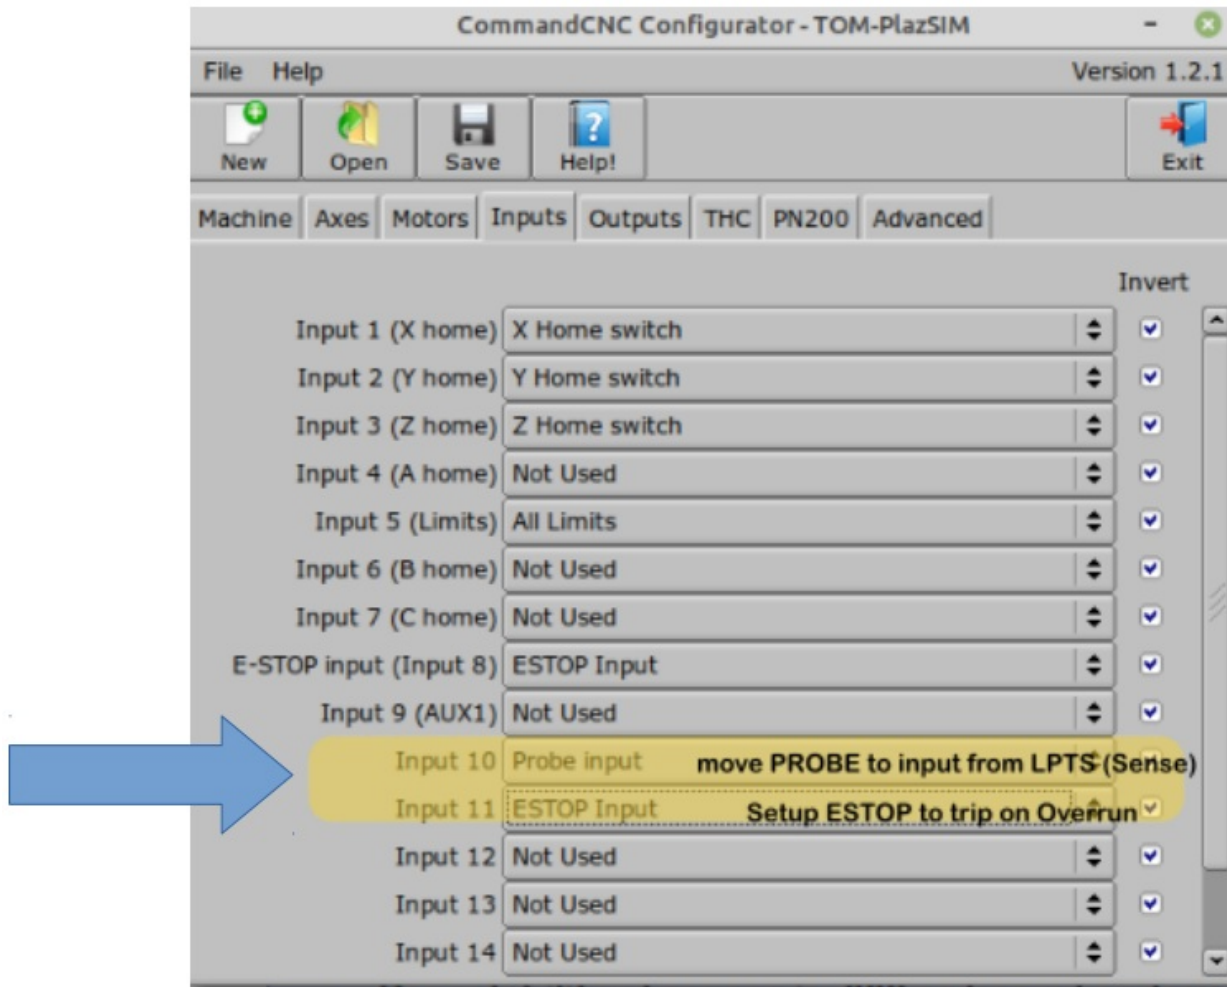 CommandCNC Configurator - TOM-PlazSIM
File Help Version 1.2.1
New Open Save Help! Exit
Machine Axes Motors Inputs Outputs THC PN200 Advanced
Invert
Input 1 (X home) X Home switch
Input 2 (Y home) Y Home switch
Input 3 (Z home) Z Home switch
Input 4 (A home) Not Used
Input 5 (Limits) All Limits
Input 6 (B home) Not Used
Input 7 (C home) Not Used
E-STOP input (Input 8) ESTOP Input
Input 9 (AUX1) Not Used
Input 10 Probe input move PROBE to input from LPTS (Sense)
Input 11 ESTOP Input Setup ESTOP to trip on Overrun
Input 12 Not Used
Input 13 Not Used
Input 14 Not Used